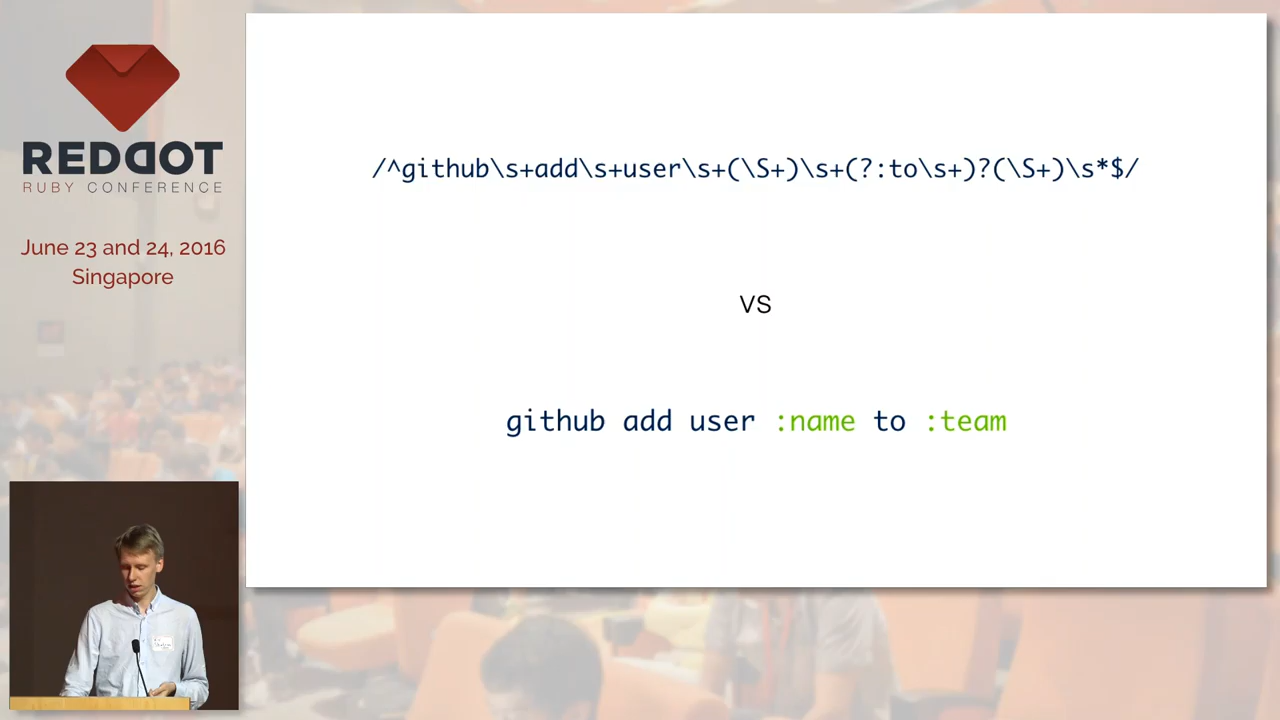 REDDOT
RUBY CONFERENCE
June 23 and 24, 2016
Singapore
/^github\s+add\s+user\s+(\S+)\s+(?:to\s+)?(\S+)\s*$/
vs
github add user :name to :team